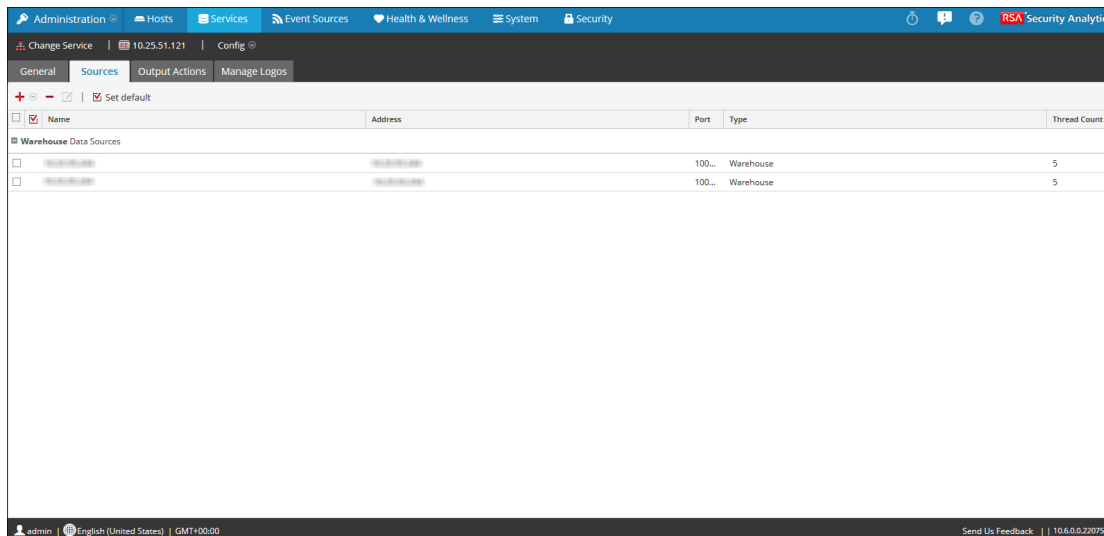 Administration Hosts Services Event Sources Health & Wellness System Security RSA Security Analytic
Change Service | 10.25.51.121 | Config
General Sources Output Actions Manage Logos
| Set default
Name Address Port Type Thread Count
Warehouse Data Sources
100... Warehouse 5
100... Warehouse 5
admin | English (United States) | GMT+00:00 Send Us Feedback | | 10.6.0.0.22075